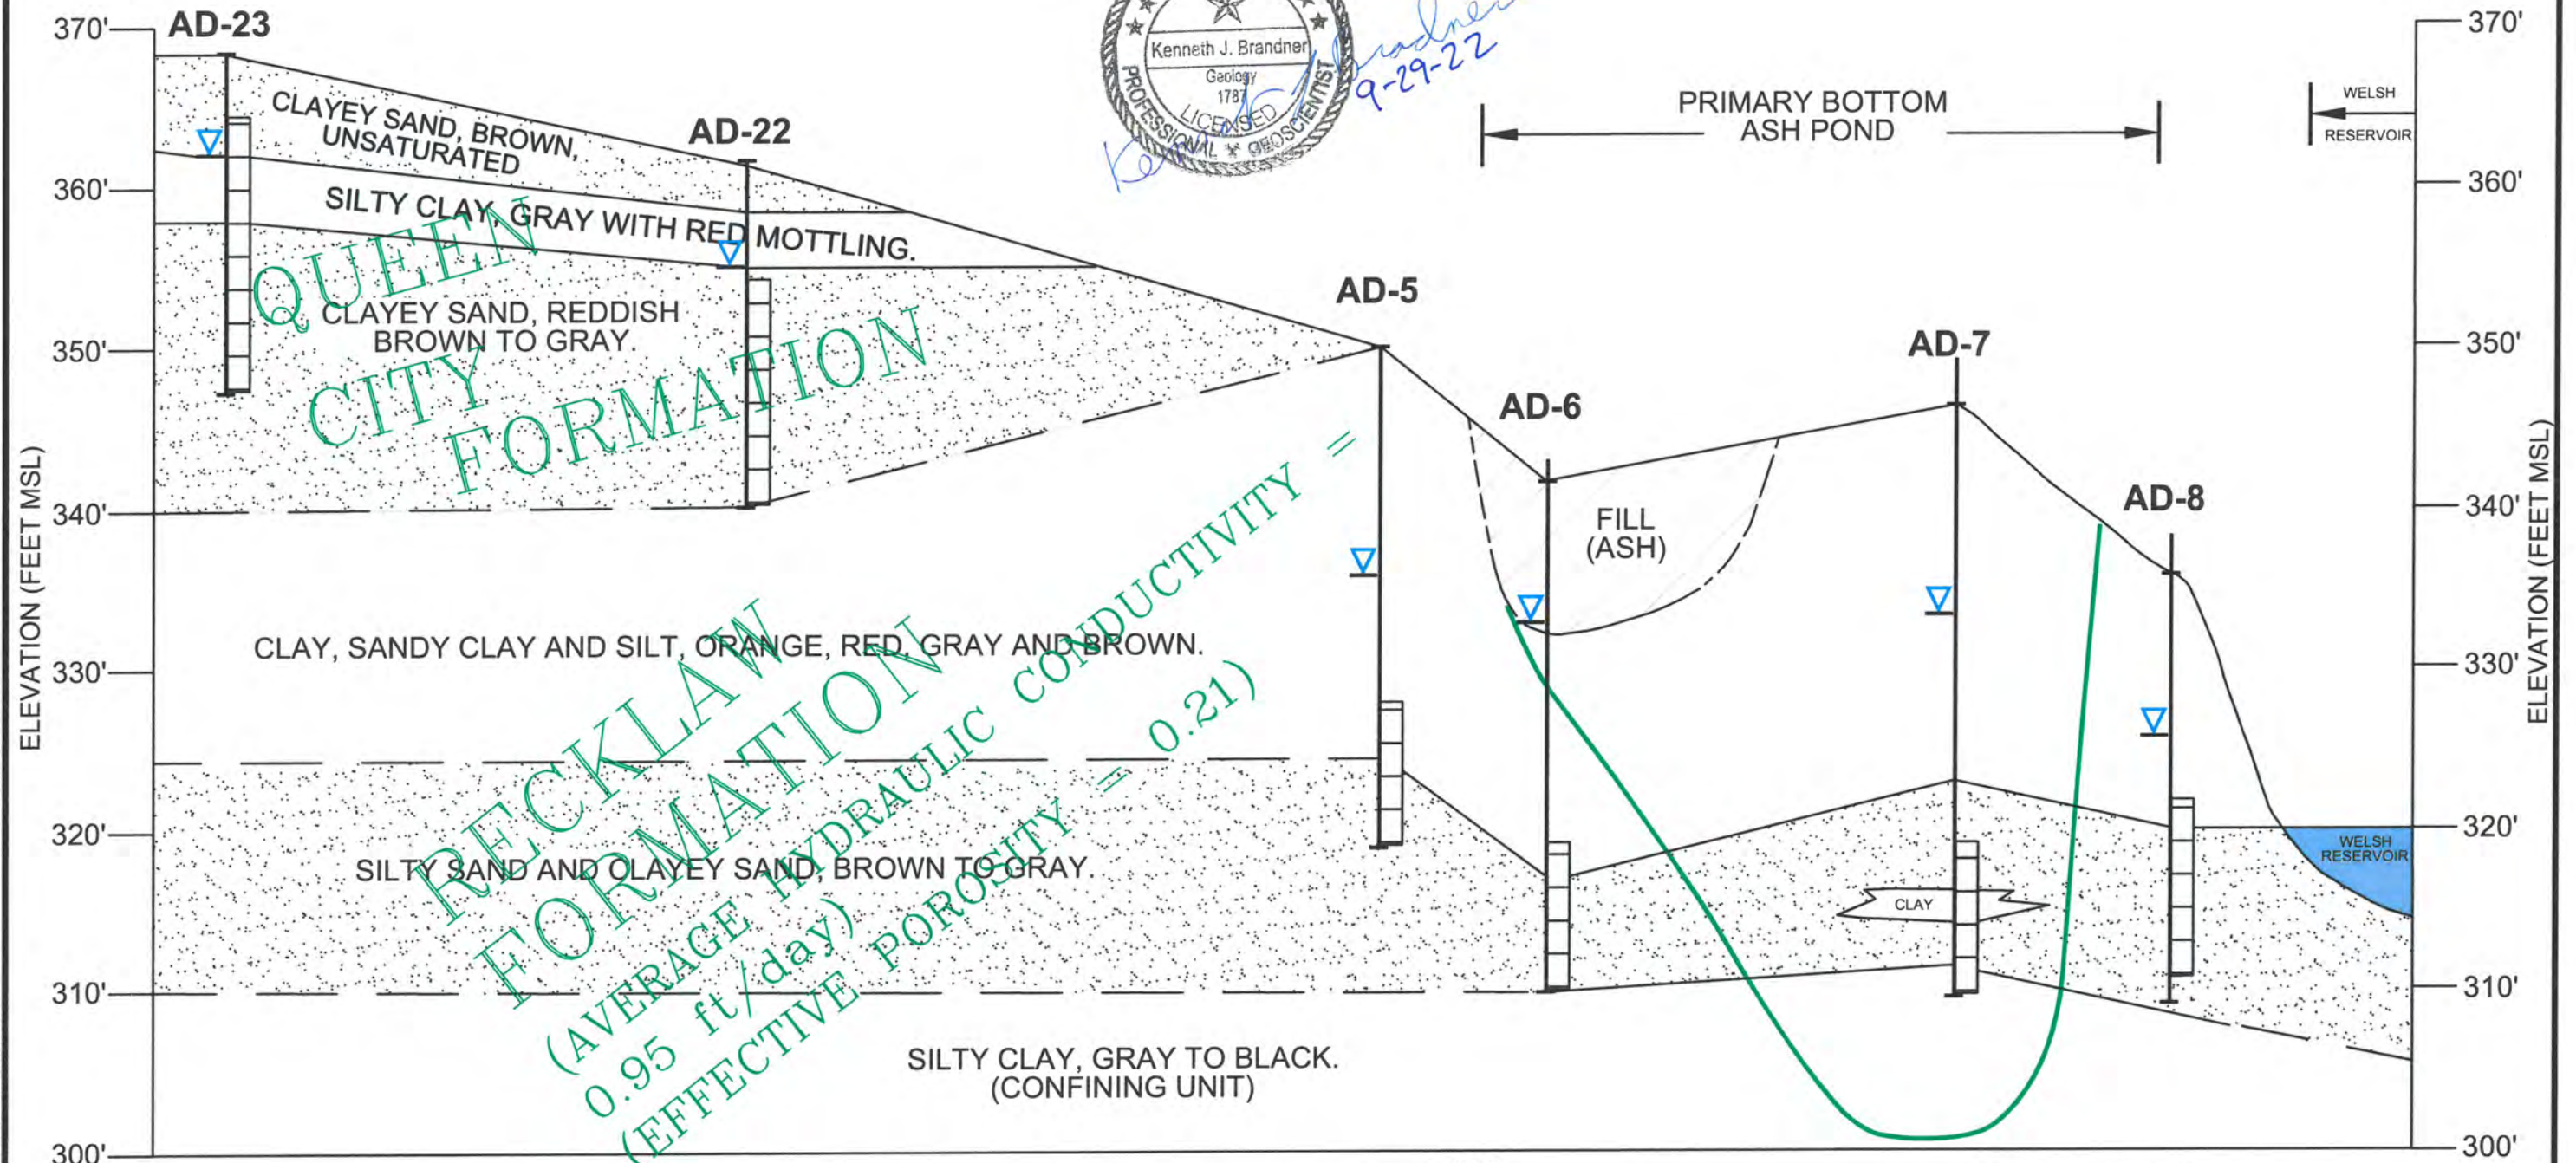 370'
AD-23
Kenneth J. Brandner
Geology
1787
LICENSED
PROFESSIONAL GEOSCIENTIST
Brandner
9-29-22
370'
CLAYEY SAND, BROWN,
UNSATURATED
AD-22
PRIMARY BOTTOM
ASH POND
WELSH
RESERVOIR
360'
360'
SILTY CLAY, GRAY WITH RED MOTTLING.
QUEEN
CITY
FORMATION
CLAYEY SAND, REDDISH
BROWN TO GRAY.
350'
AD-5
AD-7
350'
AD-6
AD-8
340'
FILL
(ASH)
340'
ELEVATION (FEET MSL)
ELEVATION (FEET MSL)
CLAY, SANDY CLAY AND SILT, ORANGE, RED, GRAY AND BROWN.
330'
330'
RECKLAW
FORMATION
(AVERAGE HYDRAULIC CONDUCTIVITY =
0.95 ft/day)
(EFFECTIVE POROSITY = 0.21)
320'
320'
WELSH
RESERVOIR
SILTY SAND AND CLAYEY SAND, BROWN TO GRAY.
CLAY
310'
310'
SILTY CLAY, GRAY TO BLACK.
(CONFINING UNIT)
300'
300'